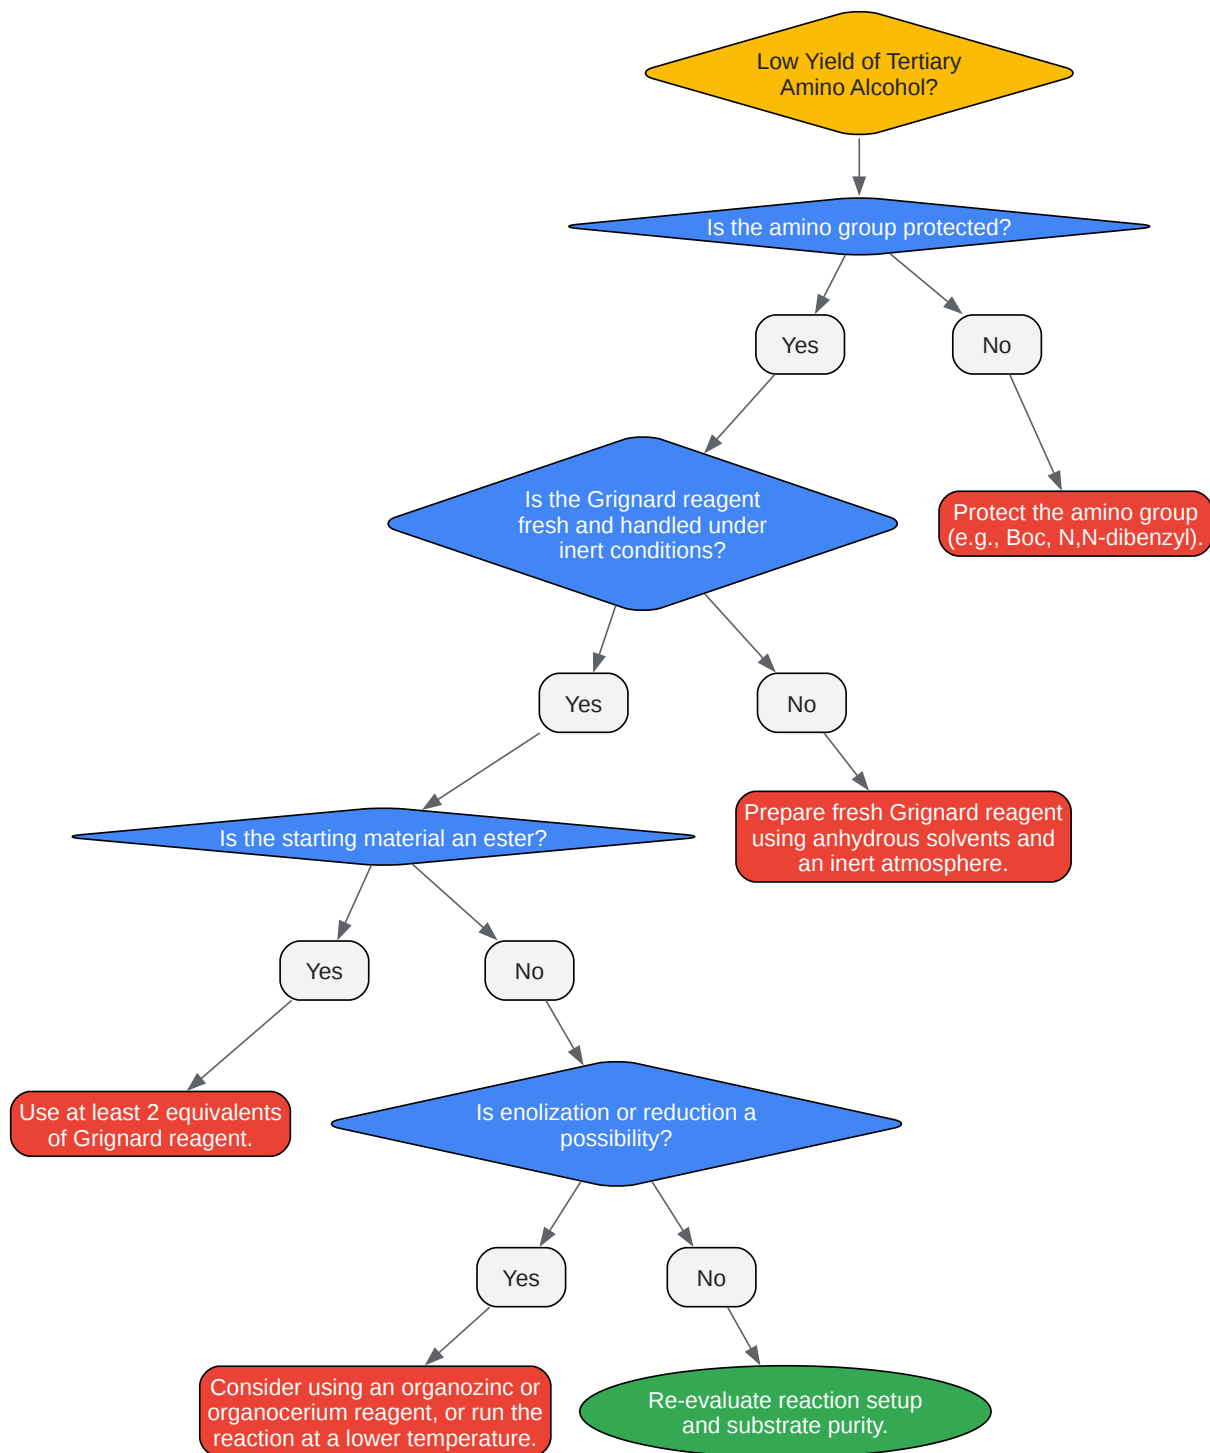 Low Yield of Tertiary
Amino Alcohol?
Is the amino group protected?
Yes
No
Is the Grignard reagent
fresh and handled under
inert conditions?
Protect the amino group
(e.g., Boc, N,N-dibenzyl).
Yes
No
Is the starting material an ester?
Prepare fresh Grignard reagent
using anhydrous solvents and
an inert atmosphere.
Yes
No
Use at least 2 equivalents
of Grignard reagent.
Is enolization or reduction a
possibility?
Yes
No
Consider using an organozinc or
organocerium reagent, or run the
reaction at a lower temperature.
Re-evaluate reaction setup
and substrate purity.